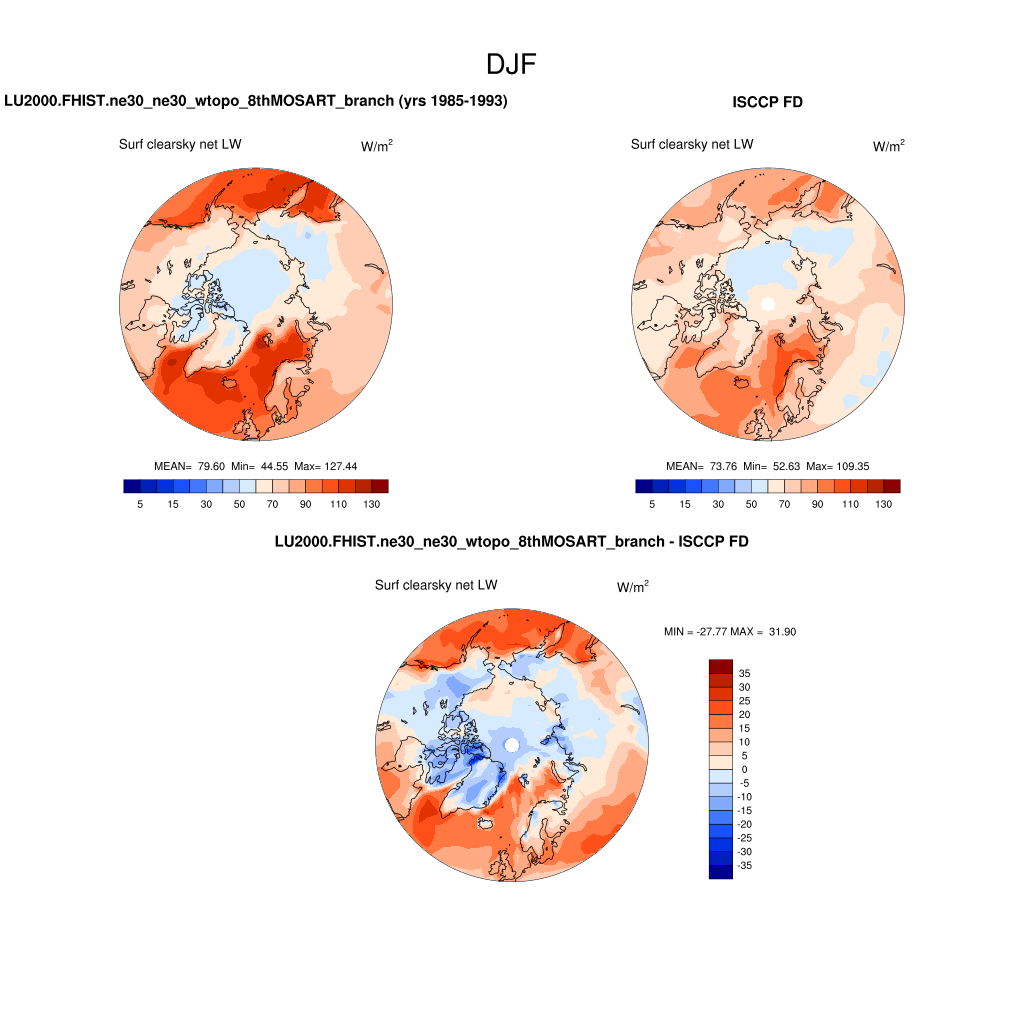 DJF
LU2000.FHIST.ne30_ne30_wtopo_8thMOSART_branch (yrs 1985-1993)
ISCCP FD
Surf clearsky net LW W/m²
Surf clearsky net LW W/m²
MEAN= 79.60 Min= 44.55 Max= 127.44
MEAN= 73.76 Min= 52.63 Max= 109.35
5 15 30 50 70 90 110 130
5 15 30 50 70 90 110 130
LU2000.FHIST.ne30_ne30_wtopo_8thMOSART_branch - ISCCP FD
Surf clearsky net LW W/m²
MIN = -27.77 MAX = 31.90
35
30
25
20
15
10
5
0
-5
-10
-15
-20
-25
-30
-35